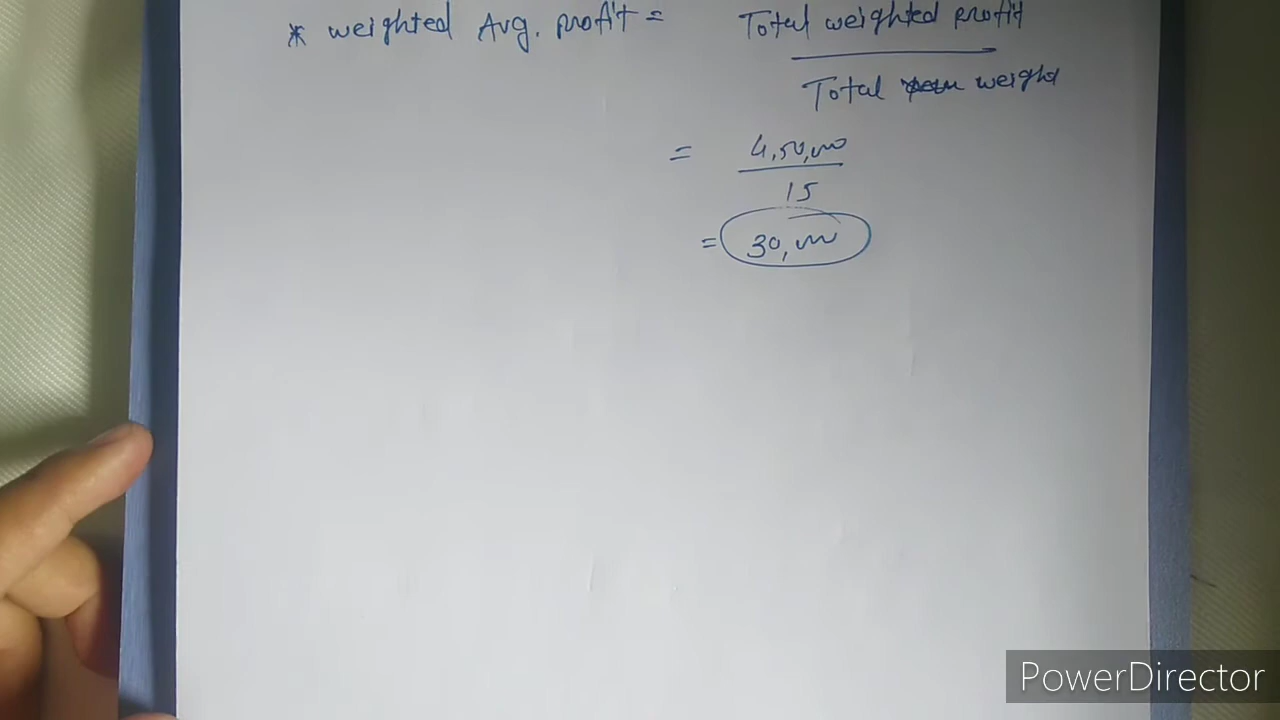 * weighted Avg. profit = Total weighted profit
Total weight
= 4,50,000
15
= 30,000
PowerDirector